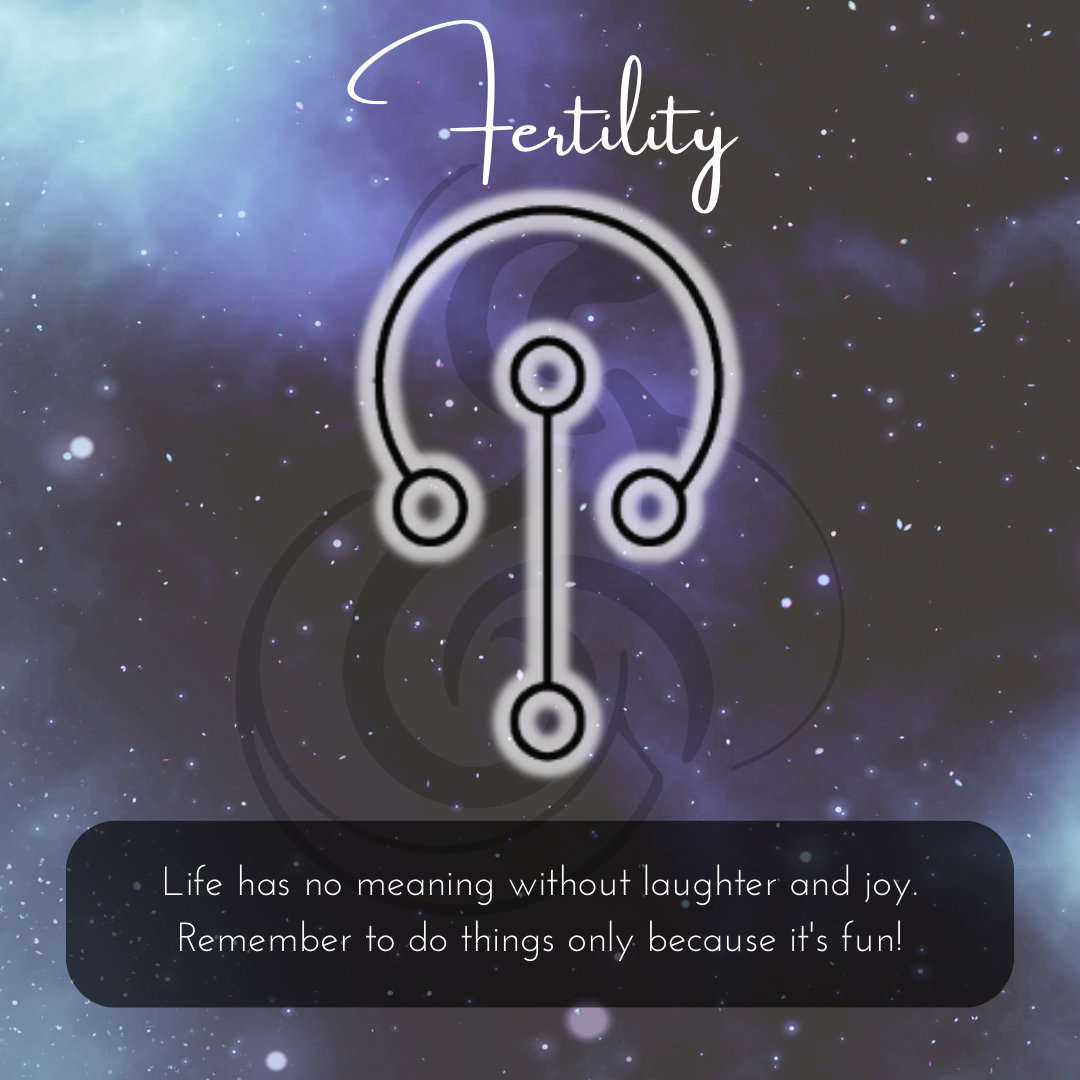 Fertility
Life has no meaning without laughter and joy.
Remember to do things only because it's fun!